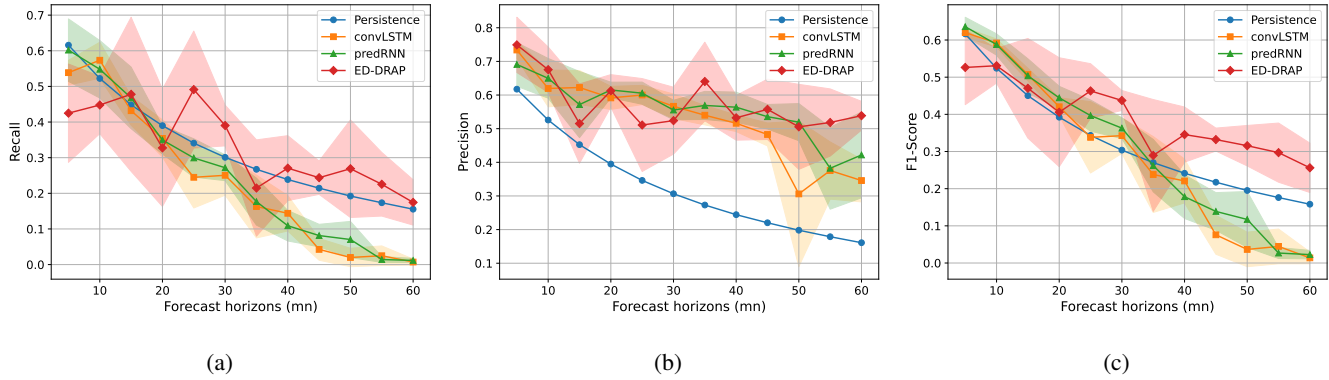 0.7
0.6
0.5
0.4
0.3
0.2
0.1
0.0
Recall
10 20 30 40 50 60
Forecast horizons (mn)
Persistence
convLSTM
predRNN
ED-DRAP
(a)
0.8
0.7
0.6
0.5
0.4
0.3
0.2
0.1
Precision
10 20 30 40 50 60
Forecast horizons (mn)
Persistence
convLSTM
predRNN
ED-DRAP
(b)
0.6
0.5
0.4
0.3
0.2
0.1
0.0
F1-Score
10 20 30 40 50 60
Forecast horizons (mn)
Persistence
convLSTM
predRNN
ED-DRAP
(c)